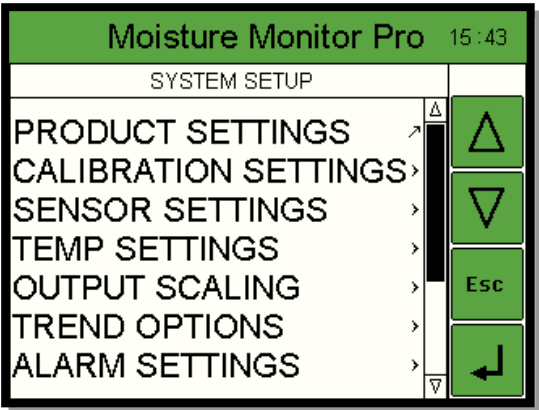 Moisture Monitor Pro 15:43
SYSTEM SETUP
PRODUCT SETTINGS
CALIBRATION SETTINGS
SENSOR SETTINGS
TEMP SETTINGS
OUTPUT SCALING
TREND OPTIONS
ALARM SETTINGS
Esc